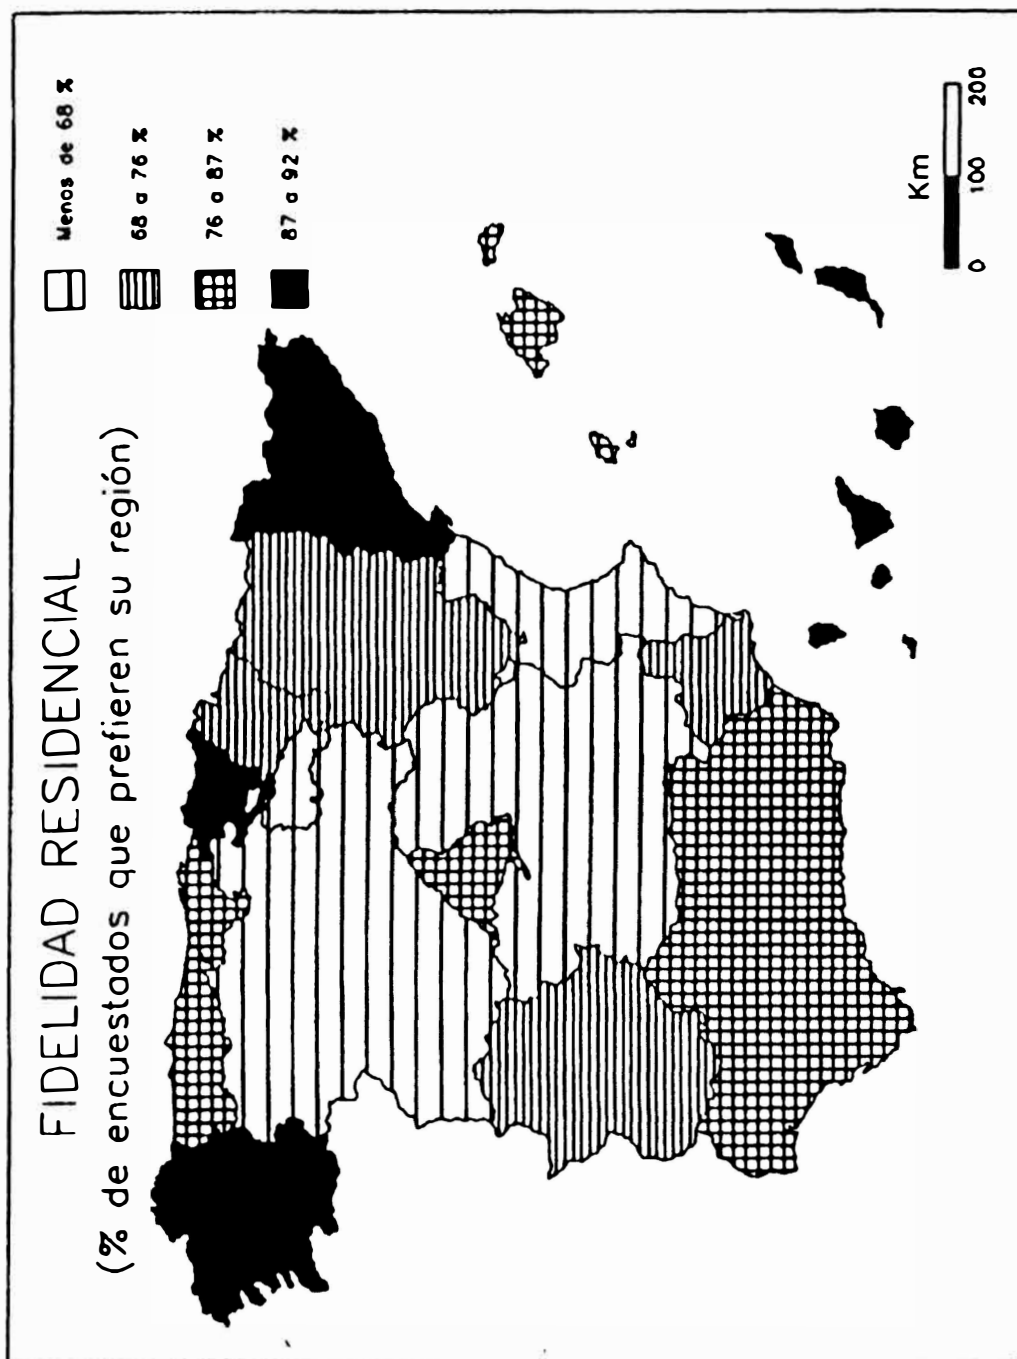 FIDELIDAD RESIDENCIAL
(% de encuestados que prefieren su región)
Menos de 68 %
68 a 76 %
76 a 87 %
87 a 92 %
Km
0 100 200